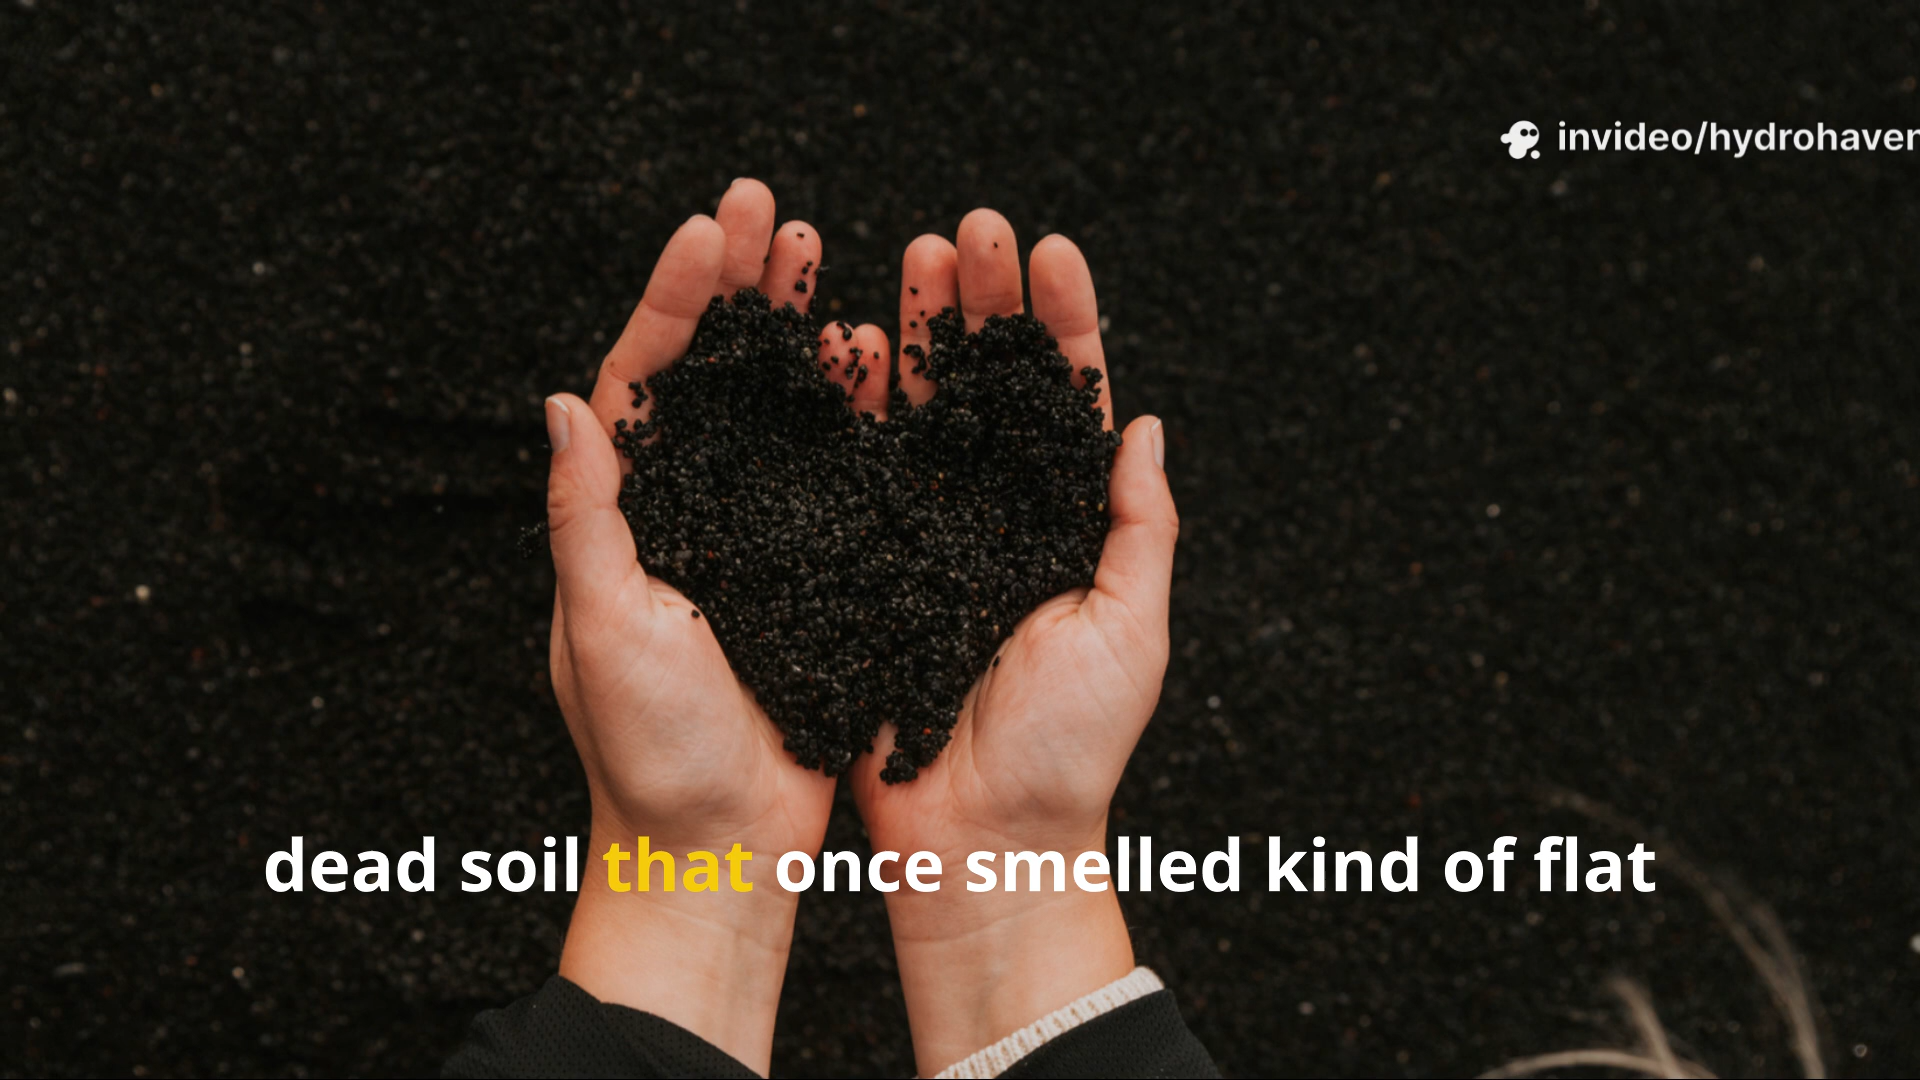 invideo/hydrohaven
dead soil that once smelled kind of flat